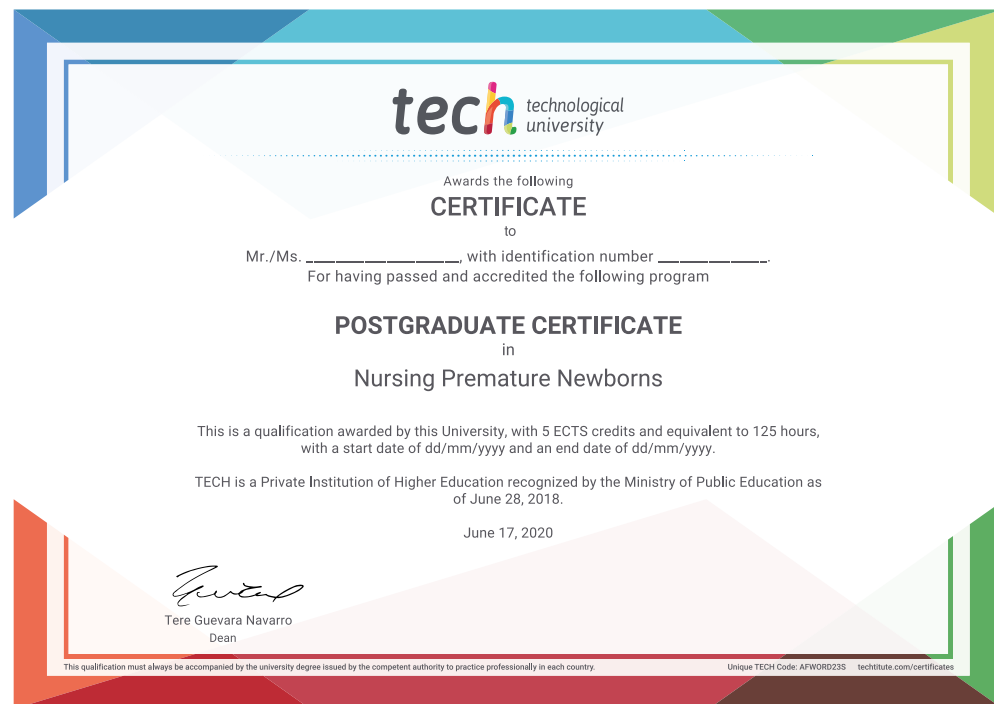 tech technological
university
Awards the following
CERTIFICATE
to
Mr./Ms. ____________________, with identification number ______________.
For having passed and accredited the following program
POSTGRADUATE CERTIFICATE
in
Nursing Premature Newborns
This is a qualification awarded by this University, with 5 ECTS credits and equivalent to 125 hours,
with a start date of dd/mm/yyyy and an end date of dd/mm/yyyy.
TECH is a Private Institution of Higher Education recognized by the Ministry of Public Education as
of June 28, 2018.
June 17, 2020
Tere Guevara Navarro
Dean
This qualification must always be accompanied by the university degree issued by the competent authority to practice professionally in each country.
Unique TECH Code: AFWORD23S techtitute.com/certificates